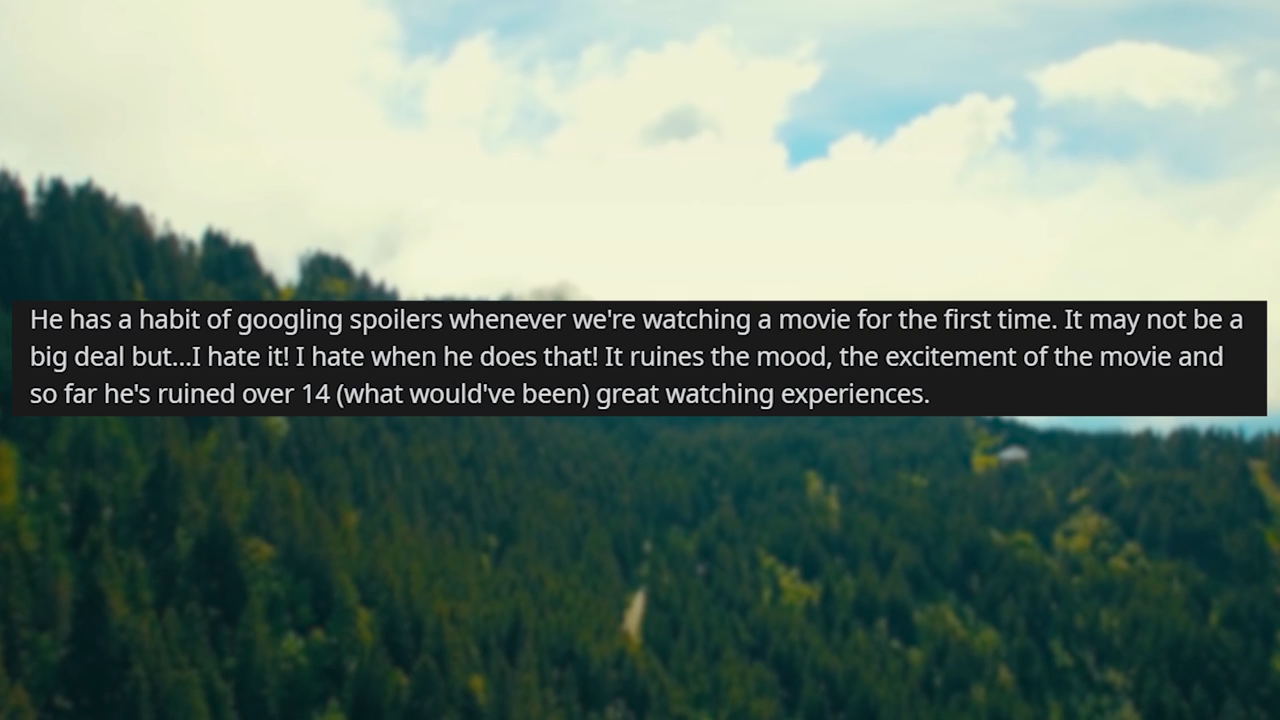 He has a habit of googling spoilers whenever we're watching a movie for the first time. It may not be a
big deal but...I hate it! I hate when he does that! It ruines the mood, the excitement of the movie and
so far he's ruined over 14 (what would've been) great watching experiences.